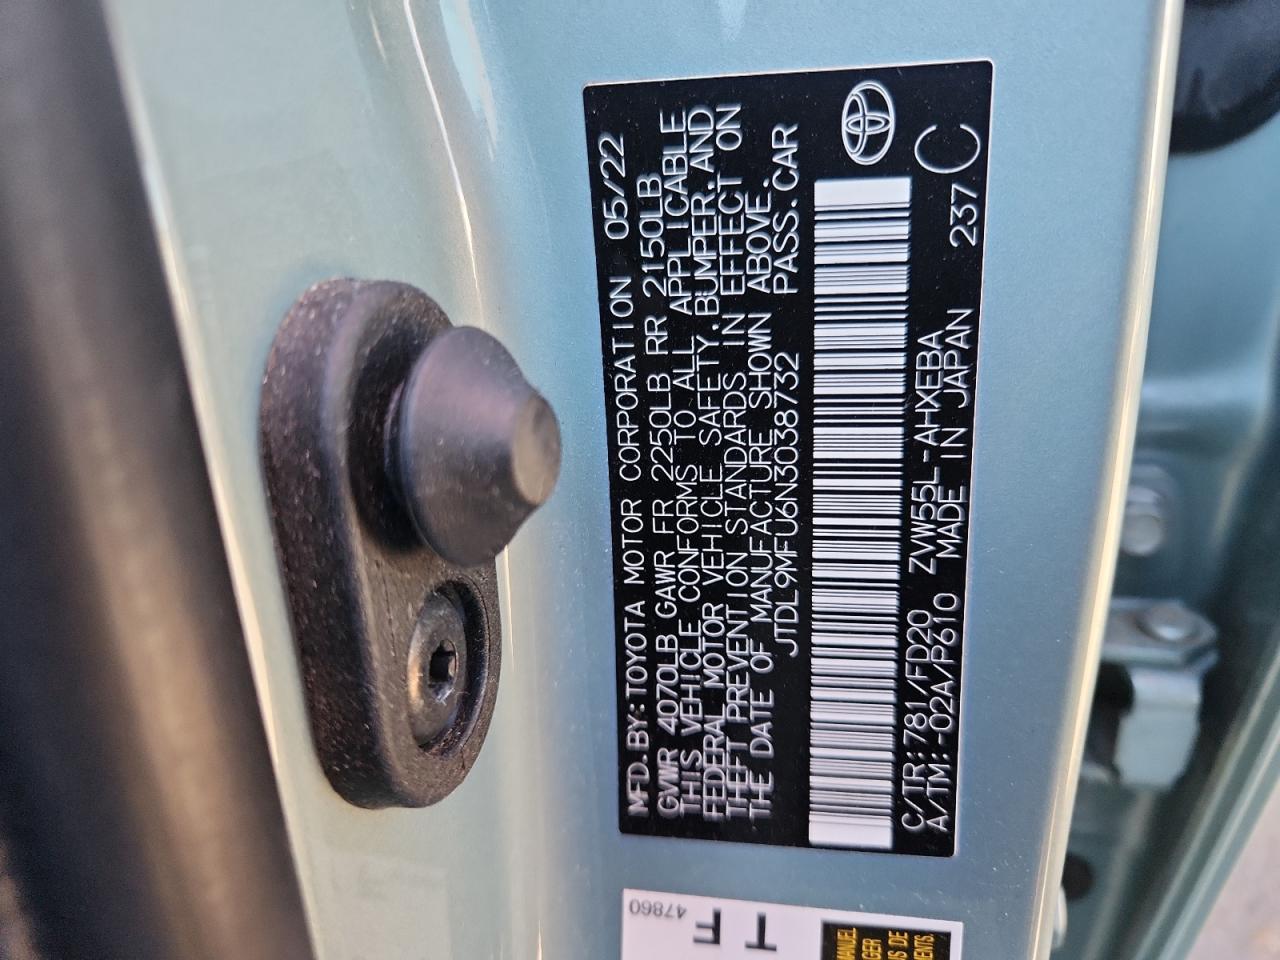 MFD.BY:TOYOTA MOTOR CORPORATION 05/22
GVWR 4070LB GAWR FR 2250LB RR 2150LB
THIS VEHICLE CONFORMS TO ALL APPLICABLE
FEDERAL MOTOR VEHICLE SAFETY,BUMPER,AND
THEFT PREVENTION STANDARDS IN EFFECT ON
THE DATE OF MANUFACTURE SHOWN ABOVE.
JTDL9MFU6N3038732 PASS.CAR
C/TR:781/FD20 ZVW55L-AHXEBA 237 C
A/TM:-02A/P610 MADE IN JAPAN
47860